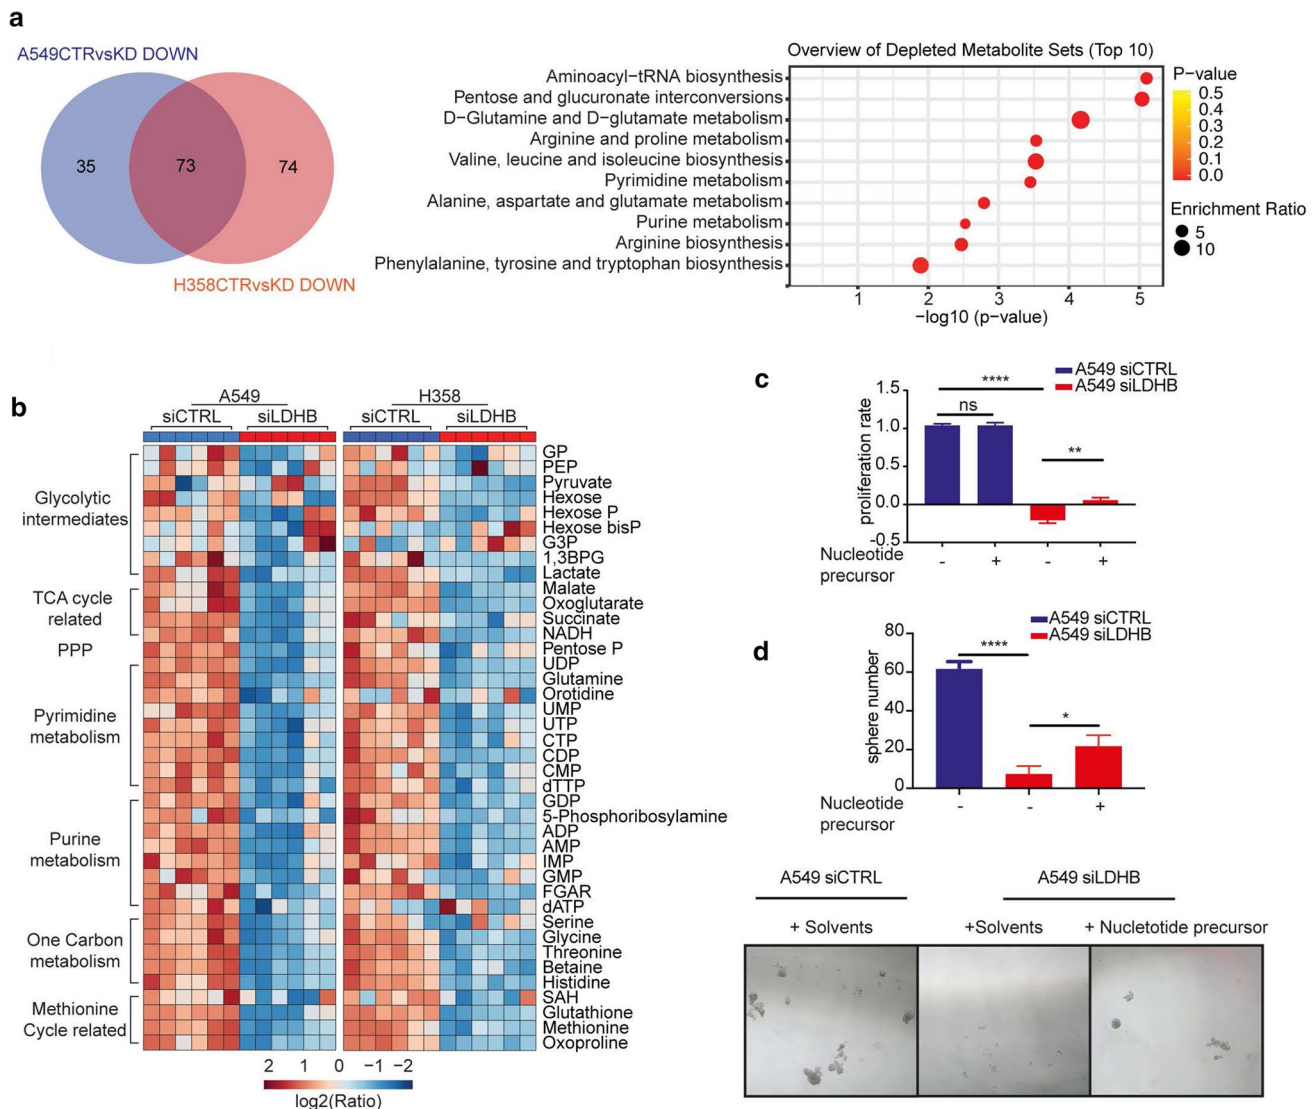 a
A549CTRvsKD DOWN
35
73
74
H358CTRvsKD DOWN
Overview of Depleted Metabolite Sets (Top 10)
Aminoacyl−tRNA biosynthesis
Pentose and glucuronate interconversions
D−Glutamine and D−glutamate metabolism
Arginine and proline metabolism
Valine, leucine and isoleucine biosynthesis
Pyrimidine metabolism
Alanine, aspartate and glutamate metabolism
Purine metabolism
Arginine biosynthesis
Phenylalanine, tyrosine and tryptophan biosynthesis
1 2 3 4 5
−log10 (p−value)
P−value
0.5
0.4
0.3
0.2
0.1
0.0
Enrichment Ratio
5
10
b
A549 H358
siCTRL siLDHB siCTRL siLDHB
Glycolytic
intermediates
TCA cycle
related
PPP
Pyrimidine
metabolism
Purine
metabolism
One Carbon
metabolism
Methionine
Cycle related
GP
PEP
Pyruvate
Hexose
Hexose P
Hexose bisP
G3P
1,3BPG
Lactate
Malate
Oxoglutarate
Succinate
NADH
Pentose P
UDP
Glutamine
Orotidine
UMP
UTP
CTP
CDP
CMP
dTTP
GDP
5-Phosphoribosylamine
ADP
AMP
IMP
GMP
FGAR
dATP
Serine
Glycine
Threonine
Betaine
Histidine
SAH
Glutathione
Methionine
Oxoproline
2 1 0 −1 −2
log2(Ratio)
c
A549 siCTRL
A549 siLDHB
proliferation rate
1.5
1.0
0.5
0.0
-0.5
****
ns
**
Nucleotide
precursor
- + - +
d
A549 siCTRL
A549 siLDHB
sphere number
80
60
40
20
0
****
*
Nucleotide
precursor
- - +
A549 siCTRL A549 siLDHB
+ Solvents +Solvents + Nucletotide precursor